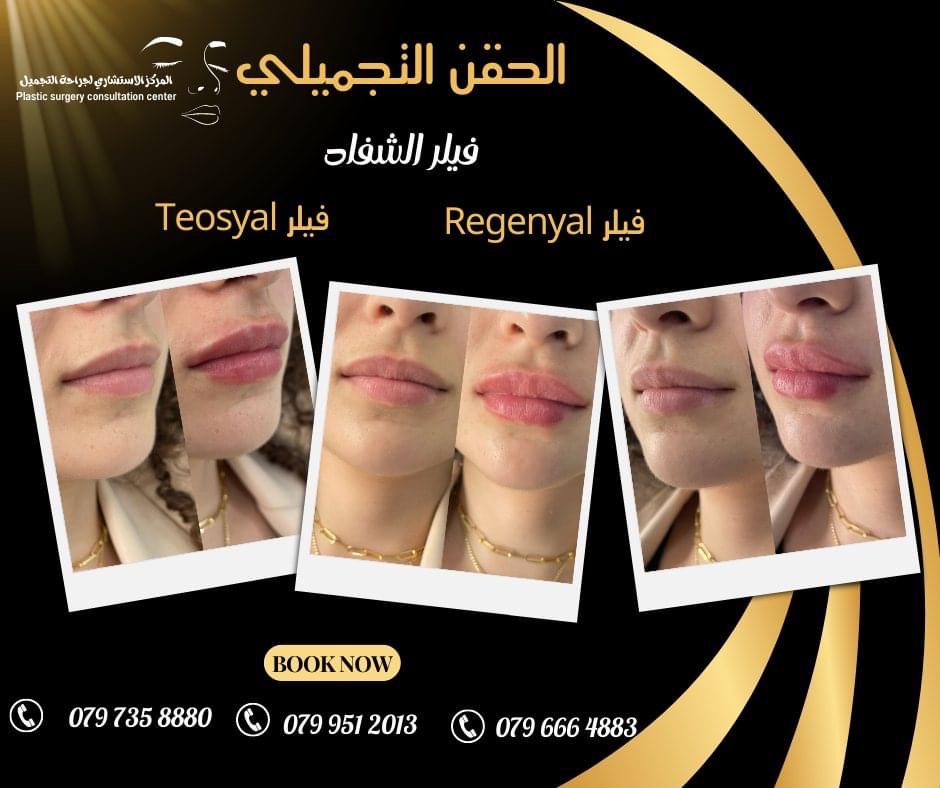 المركز الاستشاري لجراحة التجميل
Plastic surgery consultation center
الحقن التجميلي
فيلر الشفاه
فيلر Regenyal
فيلر Teosyal
BOOK NOW
079 735 8880
079 951 2013
079 666 4883